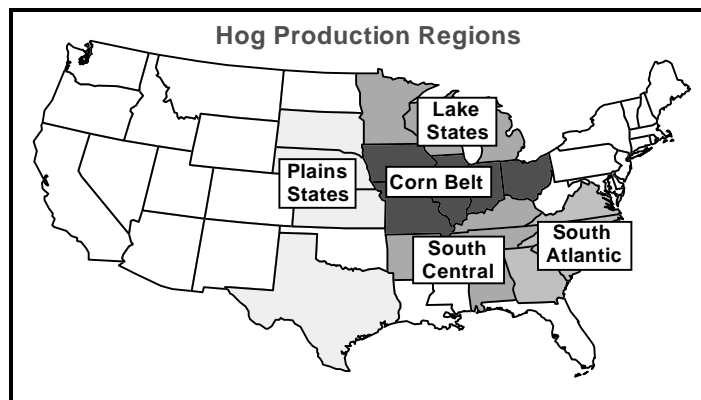 Hog Production Regions
Lake
States
Plains
States
Corn Belt
South
Central
South
Atlantic